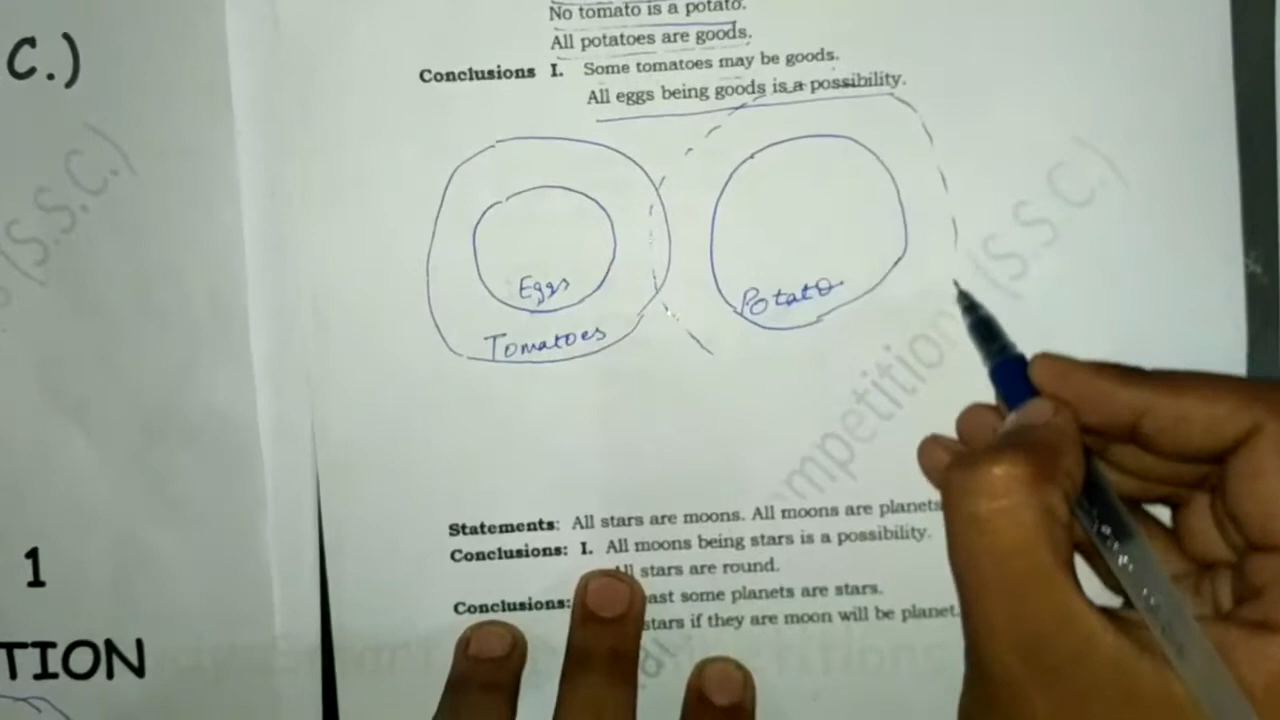 C.)
No tomato is a potato.
All potatoes are goods.
Conclusions I. Some tomatoes may be goods.
All eggs being goods is a possibility.
Eggs
Tomatoes
Potato
(S.S.C.)
ompetition (S.S.C.)
Statements: All stars are moons. All moons are planets
Conclusions: I. All moons being stars is a possibility.
stars are round.
Conclusions: some planets are stars.
stars if they are moon will be planet.
1
TION